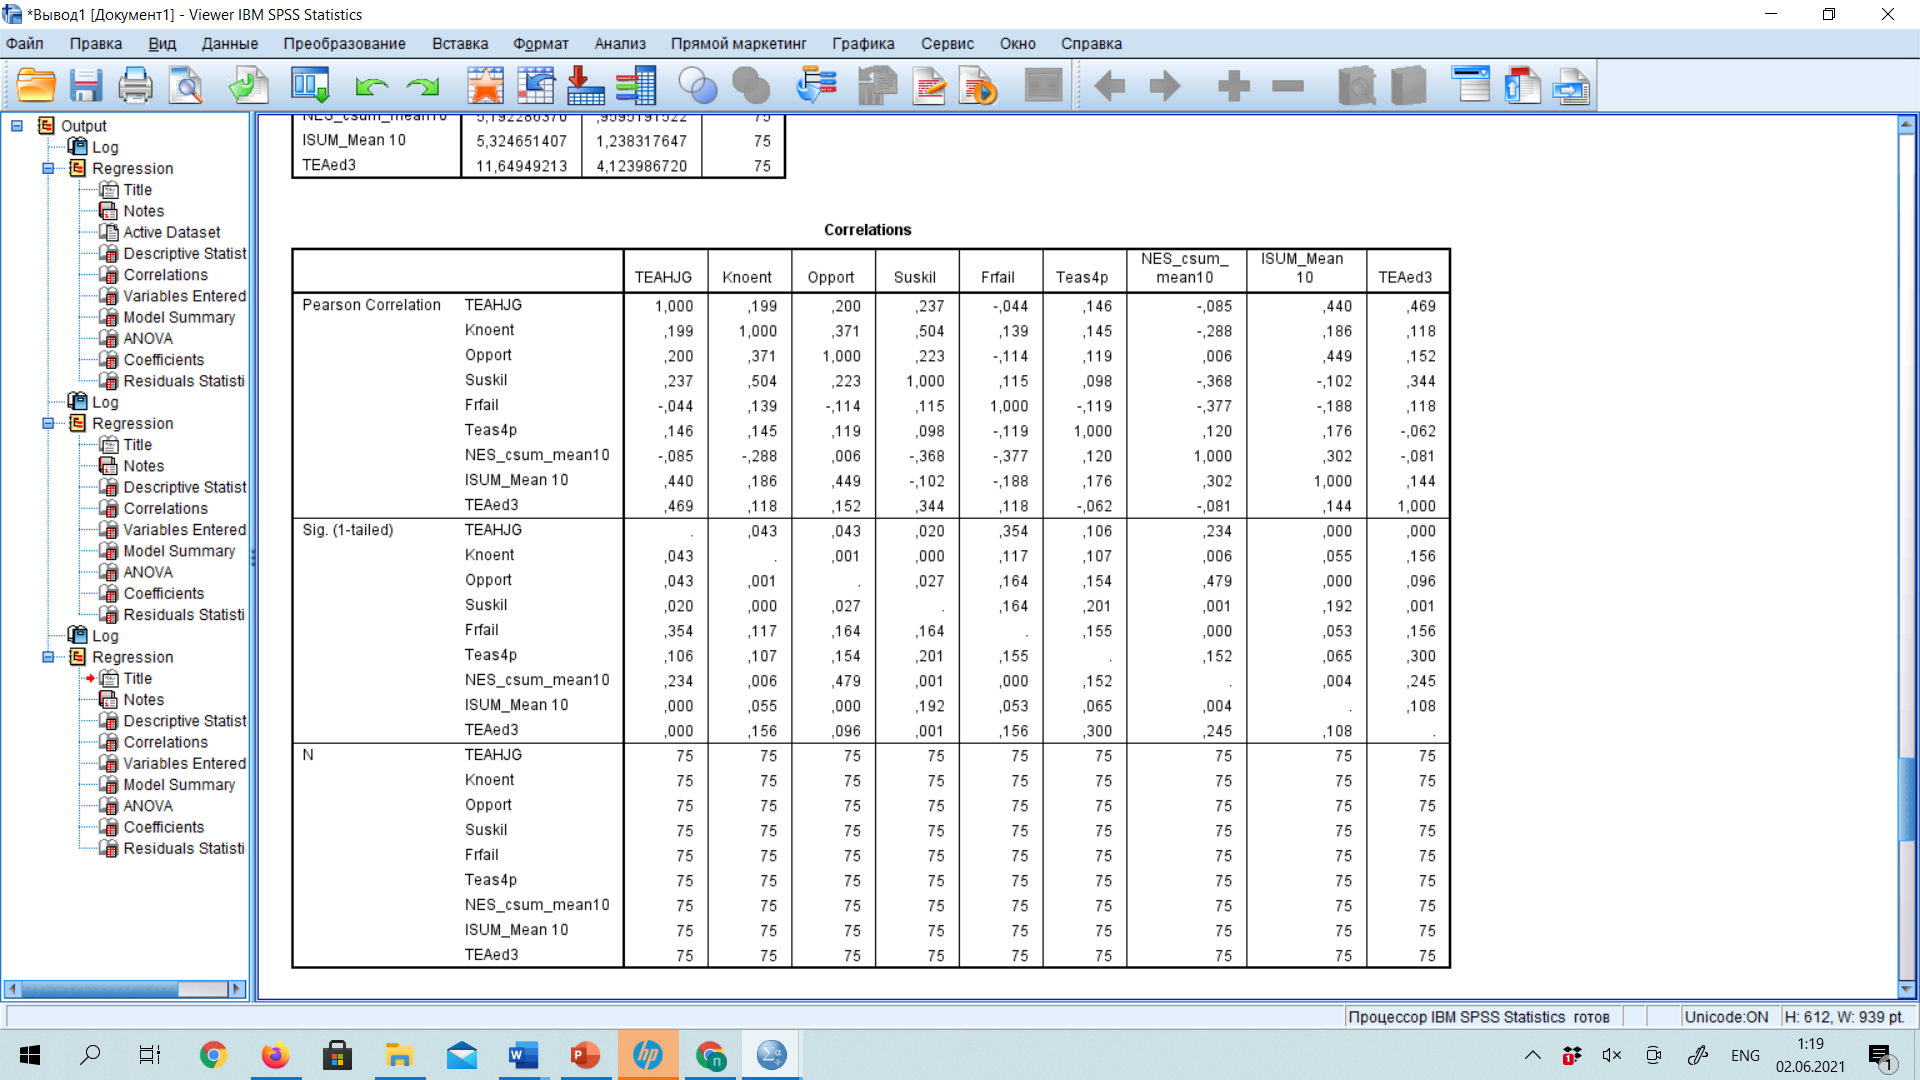 *Вывод1 [Документ1] - Viewer IBM SPSS Statistics
Файл Правка Вид Данные Преобразование Вставка Формат Анализ Прямой маркетинг Графика Сервис Окно Справка
Output
Log
Regression
Title
Notes
Active Dataset
Descriptive Statist
Correlations
Variables Entered
Model Summary
ANOVA
Coefficients
Residuals Statisti
Log
Regression
Title
Notes
Descriptive Statist
Correlations
Variables Entered
Model Summary
ANOVA
Coefficients
Residuals Statisti
Log
Regression
Title
Notes
Descriptive Statist
Correlations
Variables Entered
Model Summary
ANOVA
Coefficients
Residuals Statisti
NES_csum_mean10 5,192286370 ,9595191522 75
ISUM_Mean 10 5,324651407 1,238317647 75
TEAed3 11,64949213 4,123986720 75
Correlations
TEAHJG Knoent Opport Suskil Frfail Teas4p NES_csum_mean10 ISUM_Mean 10 TEAed3
Pearson Correlation TEAHJG 1,000 ,199 ,200 ,237 -,044 ,146 -,085 ,440 ,469
Knoent ,199 1,000 ,371 ,504 ,139 ,145 -,288 ,186 ,118
Opport ,200 ,371 1,000 ,223 -,114 ,119 ,006 ,449 ,152
Suskil ,237 ,504 ,223 1,000 ,115 ,098 -,368 -,102 ,344
Frfail -,044 ,139 -,114 ,115 1,000 -,119 -,377 -,188 ,118
Teas4p ,146 ,145 ,119 ,098 -,119 1,000 ,120 ,176 -,062
NES_csum_mean10 -,085 -,288 ,006 -,368 -,377 ,120 1,000 ,302 -,081
ISUM_Mean 10 ,440 ,186 ,449 -,102 -,188 ,176 ,302 1,000 ,144
TEAed3 ,469 ,118 ,152 ,344 ,118 -,062 -,081 ,144 1,000
Sig. (1-tailed) TEAHJG . ,043 ,043 ,020 ,354 ,106 ,234 ,000 ,000
Knoent ,043 . ,001 ,000 ,117 ,107 ,006 ,055 ,156
Opport ,043 ,001 . ,027 ,164 ,154 ,479 ,000 ,096
Suskil ,020 ,000 ,027 . ,164 ,201 ,001 ,192 ,001
Frfail ,354 ,117 ,164 ,164 . ,155 ,000 ,053 ,156
Teas4p ,106 ,107 ,154 ,201 ,155 . ,152 ,065 ,300
NES_csum_mean10 ,234 ,006 ,479 ,001 ,000 ,152 . ,004 ,245
ISUM_Mean 10 ,000 ,055 ,000 ,192 ,053 ,065 ,004 . ,108
TEAed3 ,000 ,156 ,096 ,001 ,156 ,300 ,245 ,108 .
N TEAHJG 75 75 75 75 75 75 75 75 75
Knoent 75 75 75 75 75 75 75 75 75
Opport 75 75 75 75 75 75 75 75 75
Suskil 75 75 75 75 75 75 75 75 75
Frfail 75 75 75 75 75 75 75 75 75
Teas4p 75 75 75 75 75 75 75 75 75
NES_csum_mean10 75 75 75 75 75 75 75 75 75
ISUM_Mean 10 75 75 75 75 75 75 75 75 75
TEAed3 75 75 75 75 75 75 75 75 75
Процессор IBM SPSS Statistics готов Unicode:ON H: 612, W: 939 pt.
ENG 1:19
02.06.2021
1